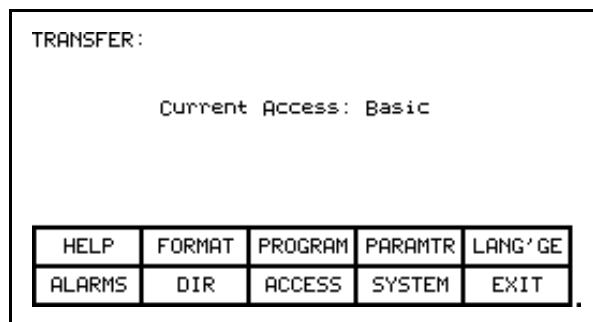 TRANSFER:
Current Access: Basic
HELP FORMAT PROGRAM PARAMTR LANG'GE
ALARMS DIR ACCESS SYSTEM EXIT